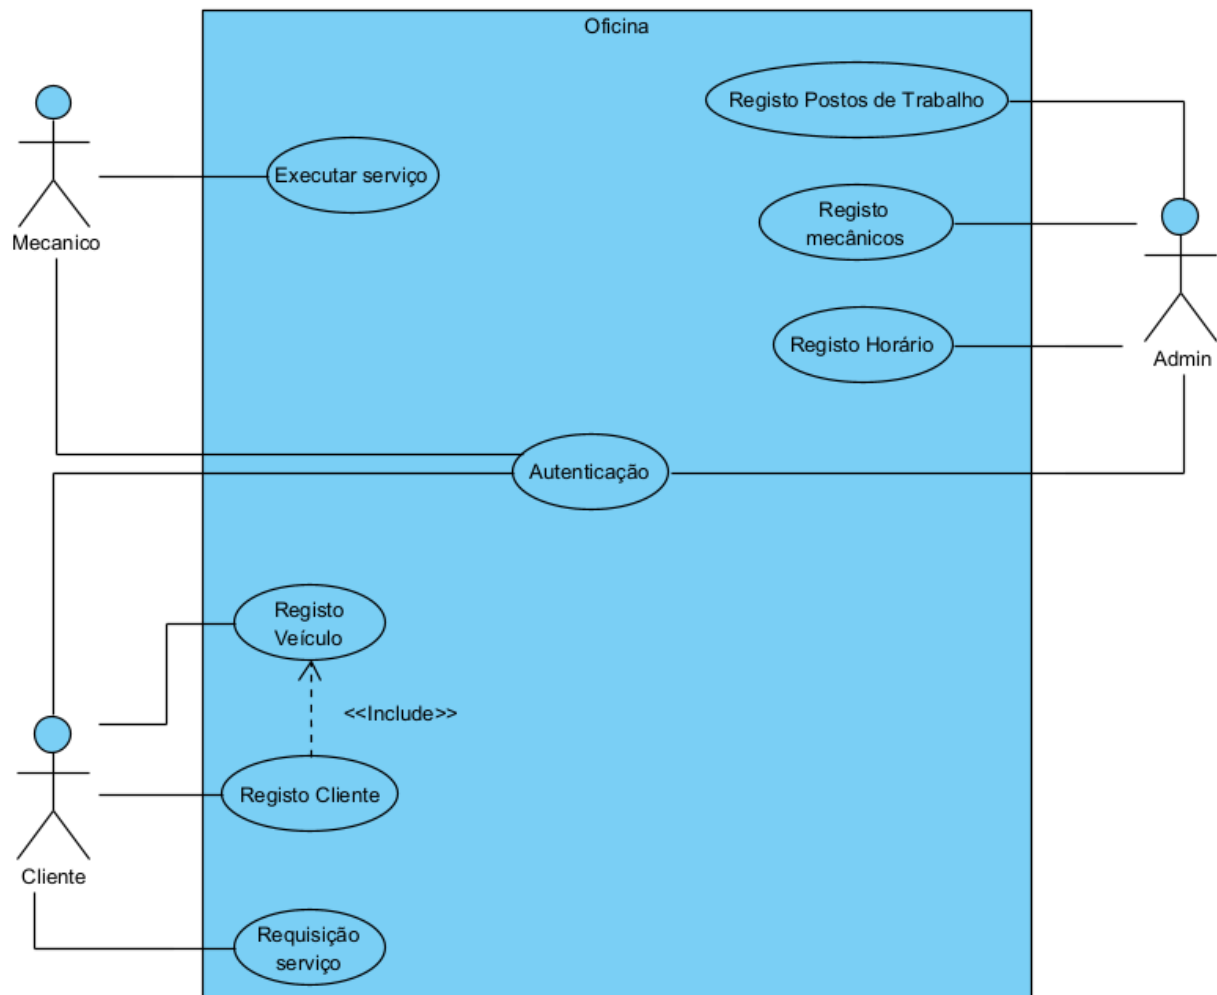 Oficina
Registo Postos de Trabalho
Executar serviço
Registo
mecânicos
Mecanico
Registo Horário
Admin
Autenticação
Registo
Veículo
<<Include>>
Registo Cliente
Cliente
Requisição
serviço